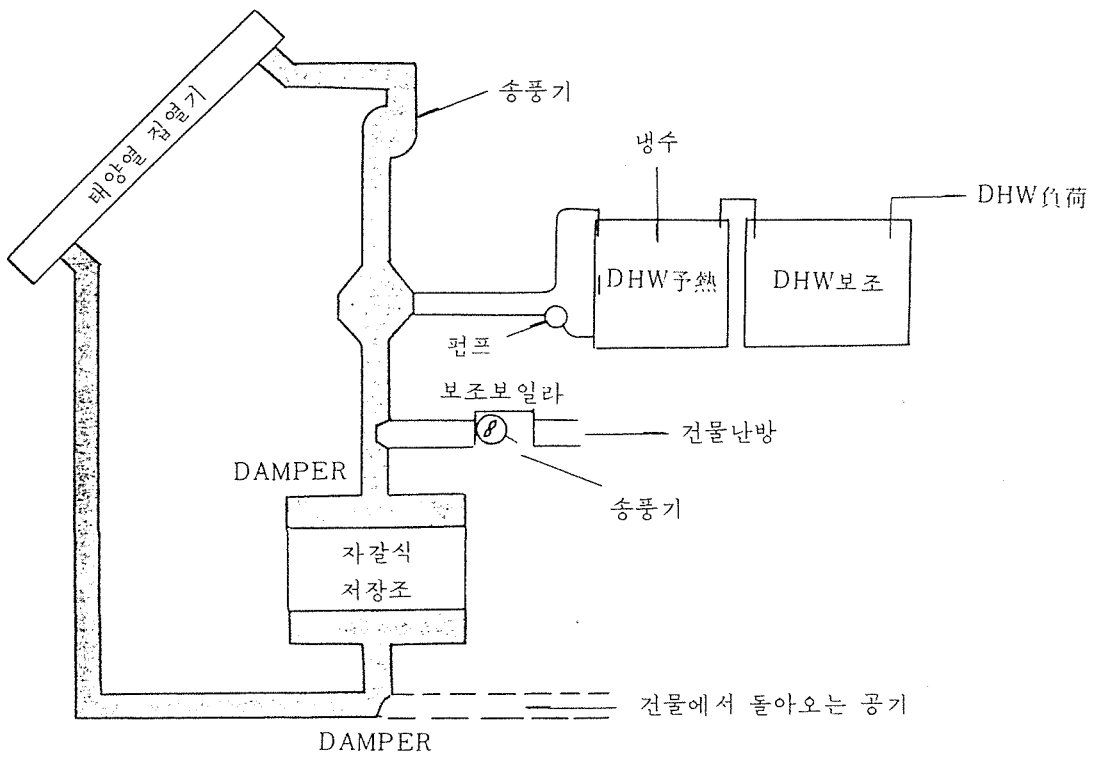 태양열 집열기
송풍기
냉수
DHW負荷
DHW予熱
DHW보조
펌프
보조보일라
건물난방
DAMPER
송풍기
자갈식
저장조
건물에서 돌아오는 공기
DAMPER